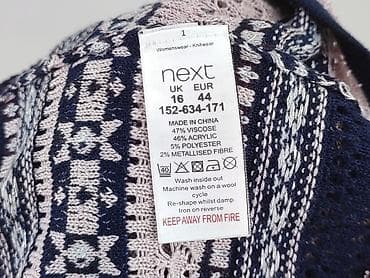 1
Womenswear - Knitwear
next
UK EUR
16 44
152-634-171
MADE IN CHINA
47% VISCOSE
46% ACRYLIC
5% POLYESTER
2% METALLISED FIBRE
40
Wash inside out
Machine wash on a wool
cycle
Re-shape whilst damp.
Iron on reverse
KEEP AWAY FROM FIRE